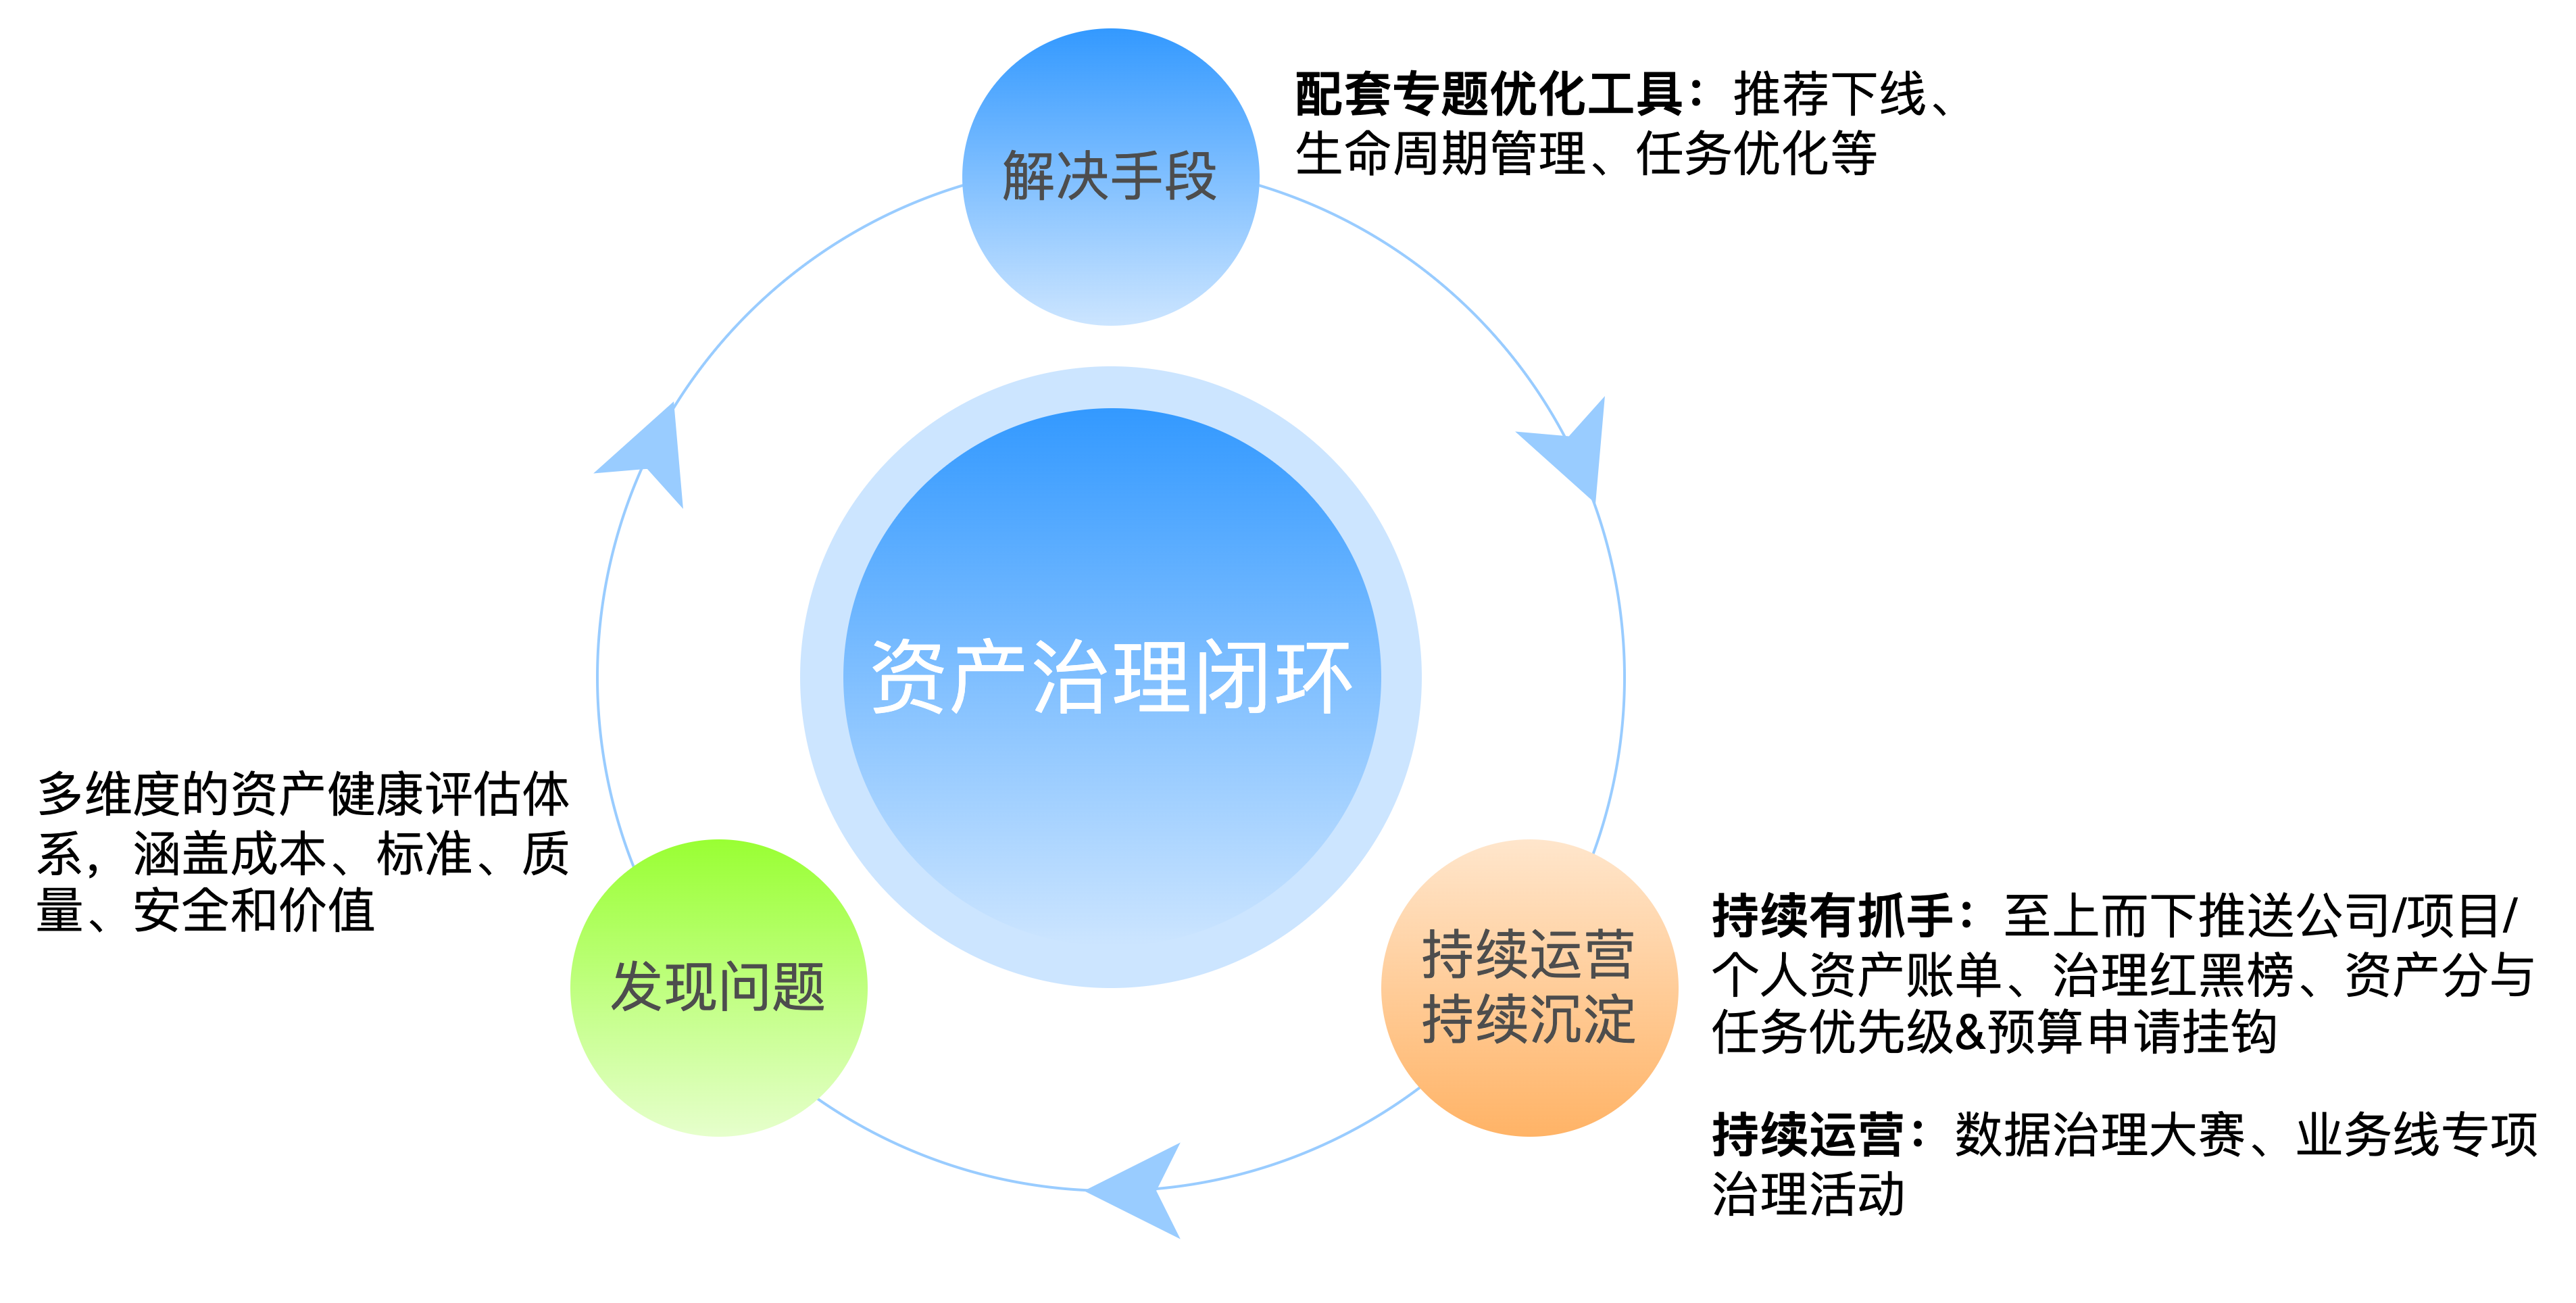 解决手段
配套专题优化工具：推荐下线、
生命周期管理、任务优化等
资产治理闭环
多维度的资产健康评估体
系，涵盖成本、标准、质
量、安全和价值
发现问题
持续运营
持续沉淀
持续有抓手：至上而下推送公司/项目/
个人资产账单、治理红黑榜、资产分与
任务优先级&预算申请挂钩
持续运营：数据治理大赛、业务线专项
治理活动